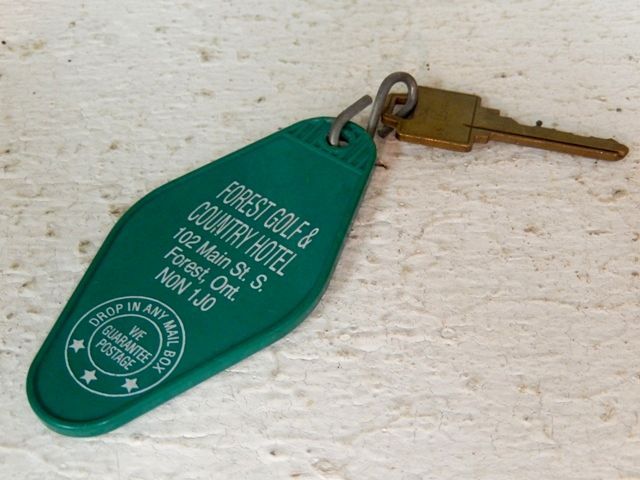 FOREST GOLF &
COUNTRY HOTEL
102 Main St. S.
Forest, Ont.
N0N 1J0
DROP IN ANY MAIL BOX
WE
GUARANTEE
POSTAGE